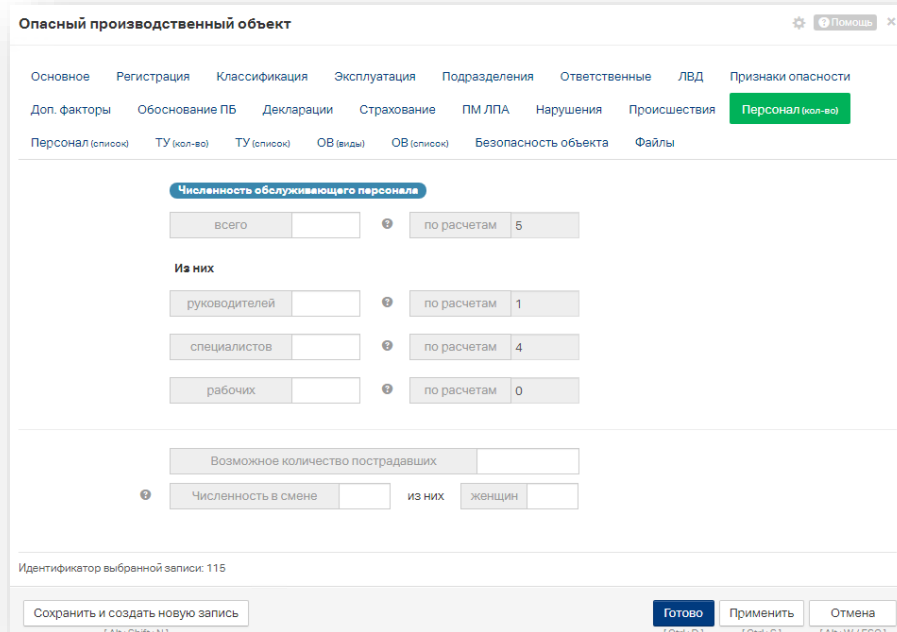 Опасный производственный объект
Помощь
Основное Регистрация Классификация Эксплуатация Подразделения Ответственные ЛВД Признаки опасности
Доп. факторы Обоснование ПБ Декларации Страхование ПМ ЛПА Нарушения Происшествия Персонал (кол-во)
Персонал (список) ТУ (кол-во) ТУ (список) ОВ (виды) ОВ (список) Безопасность объекта Файлы
Численность обслуживающего персонала
всего по расчетам 5
Из них
руководителей по расчетам 1
специалистов по расчетам 4
рабочих по расчетам 0
Возможное количество пострадавших
Численность в смене из них женщин
Идентификатор выбранной записи: 115
Сохранить и создать новую запись Готово Применить Отмена